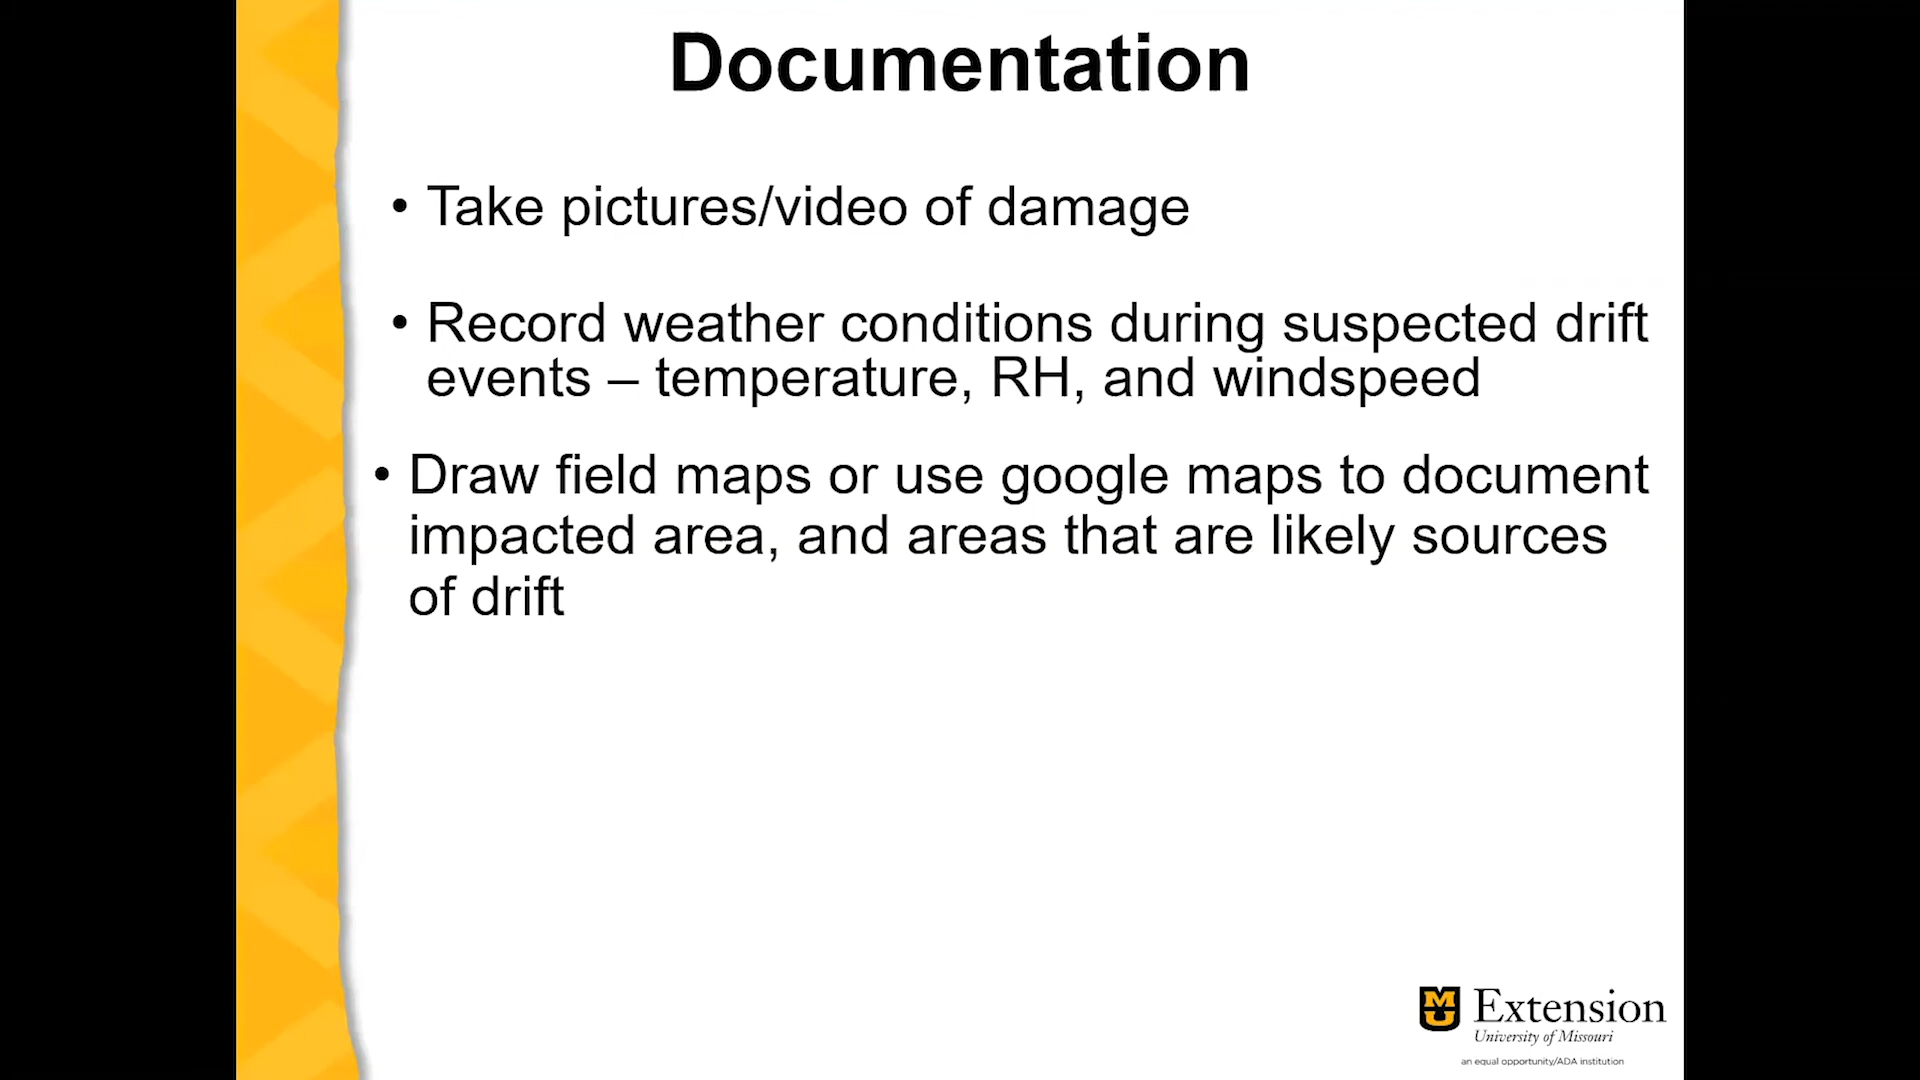 Documentation
• Take pictures/video of damage
• Record weather conditions during suspected drift
events – temperature, RH, and windspeed
• Draw field maps or use google maps to document
impacted area, and areas that are likely sources
of drift
MU Extension
University of Missouri
an equal opportunity/ADA institution